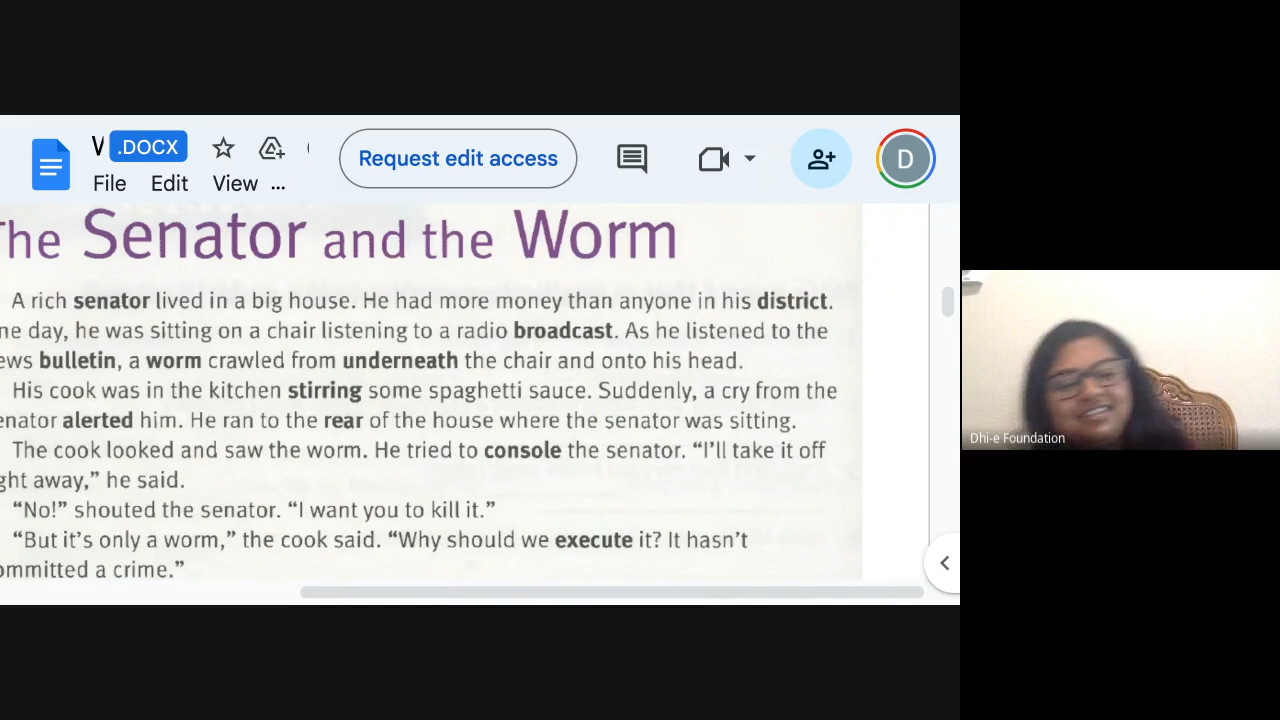 V .DOCX
File Edit View ...
Request edit access
D
The Senator and the Worm
A rich senator lived in a big house. He had more money than anyone in his district.
ne day, he was sitting on a chair listening to a radio broadcast. As he listened to the
ews bulletin, a worm crawled from underneath the chair and onto his head.
His cook was in the kitchen stirring some spaghetti sauce. Suddenly, a cry from the
enator alerted him. He ran to the rear of the house where the senator was sitting.
The cook looked and saw the worm. He tried to console the senator. “I’ll take it off
ght away,” he said.
“No!” shouted the senator. “I want you to kill it.”
“But it’s only a worm,” the cook said. “Why should we execute it? It hasn’t
ommitted a crime.”
Dhi-e Foundation